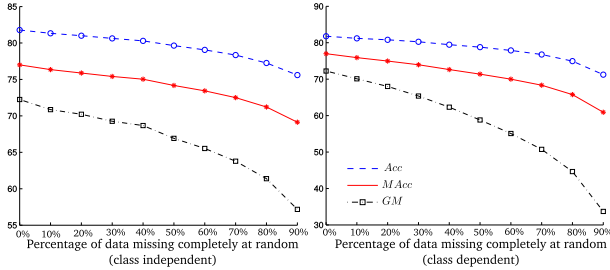 85
80
75
70
65
60
55
0% 10% 20% 30% 40% 50% 60% 70% 80% 90%
Percentage of data missing completely at random
(class independent)
90
80
70
60
50
40
30
Acc
MAcc
GM
0% 10% 20% 30% 40% 50% 60% 70% 80% 90%
Percentage of data missing completely at random
(class dependent)